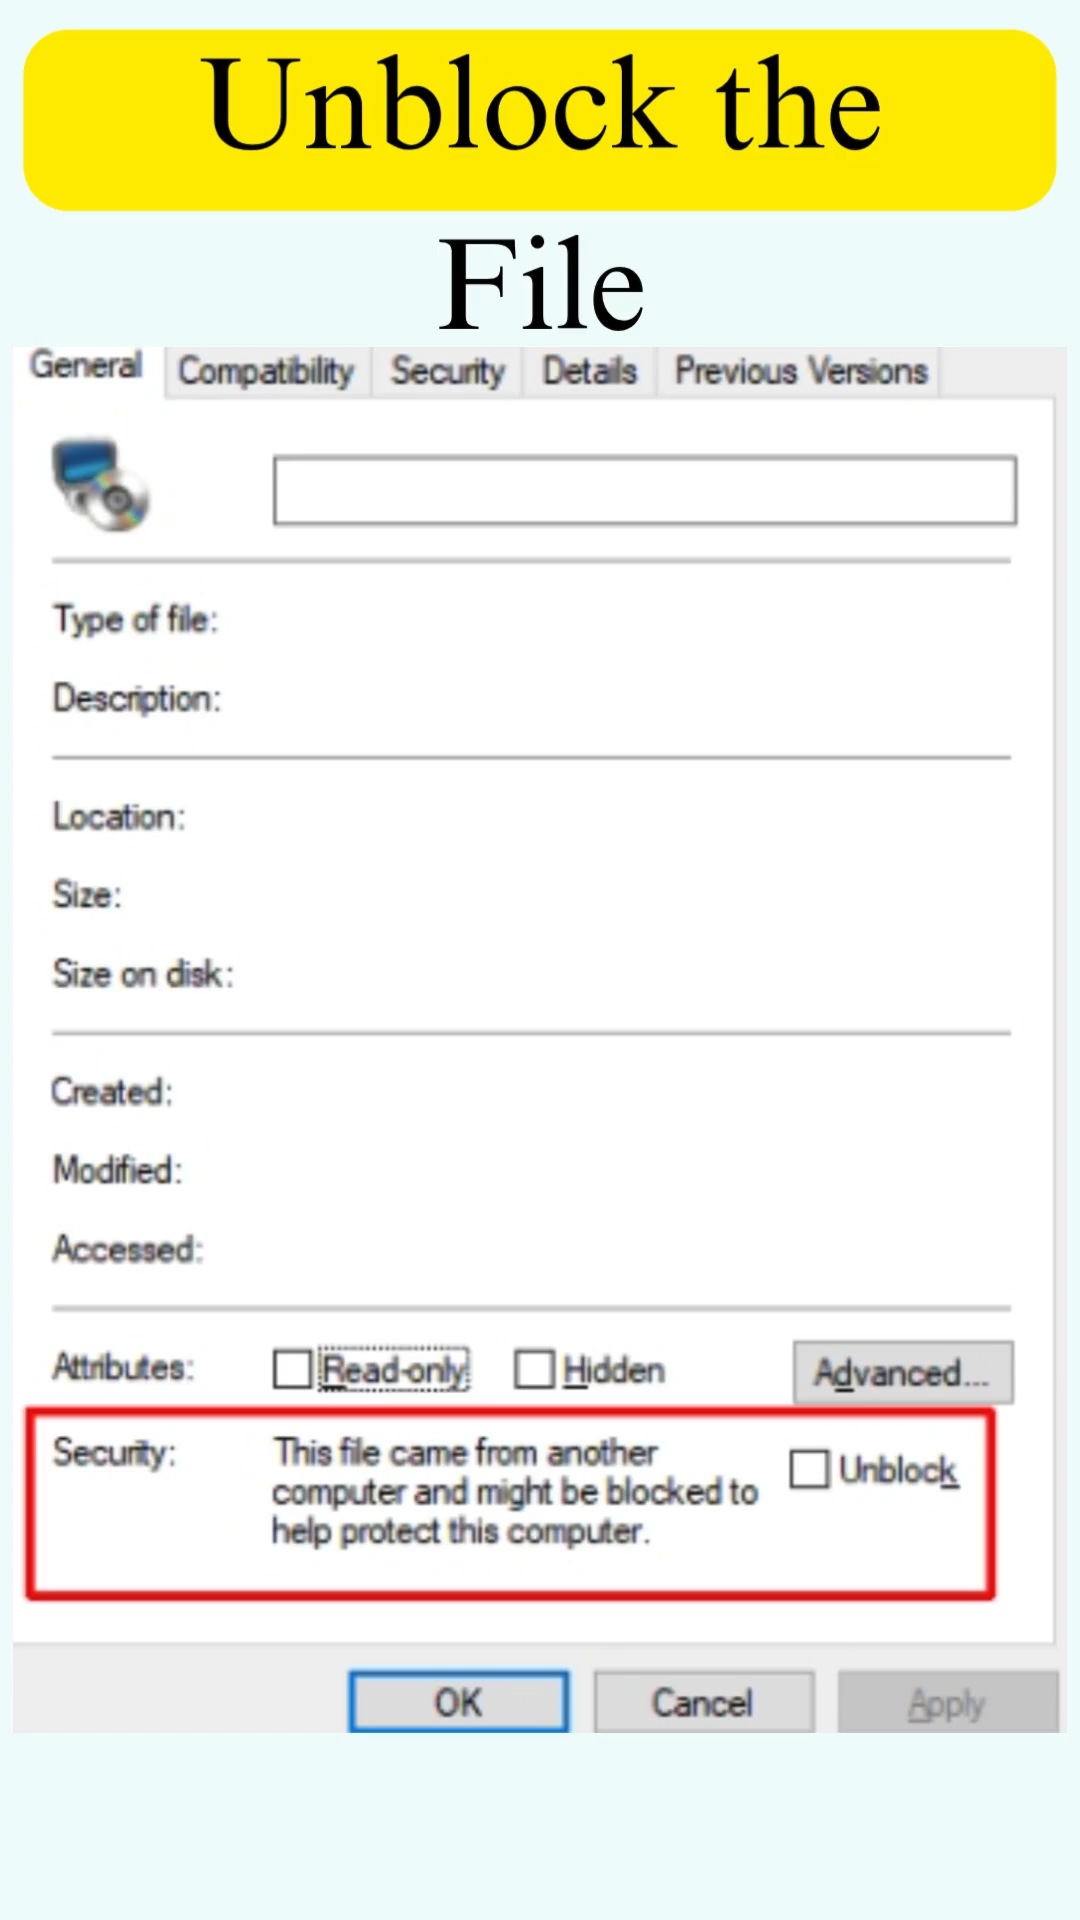 Unblock the
File
General Compatibility Security Details Previous Versions
Type of file:
Description:
Location:
Size:
Size on disk:
Created:
Modified:
Accessed:
Attributes: Read-only Hidden Advanced...
Security: This file came from another
computer and might be blocked to
help protect this computer.
Unblock
OK Cancel Apply